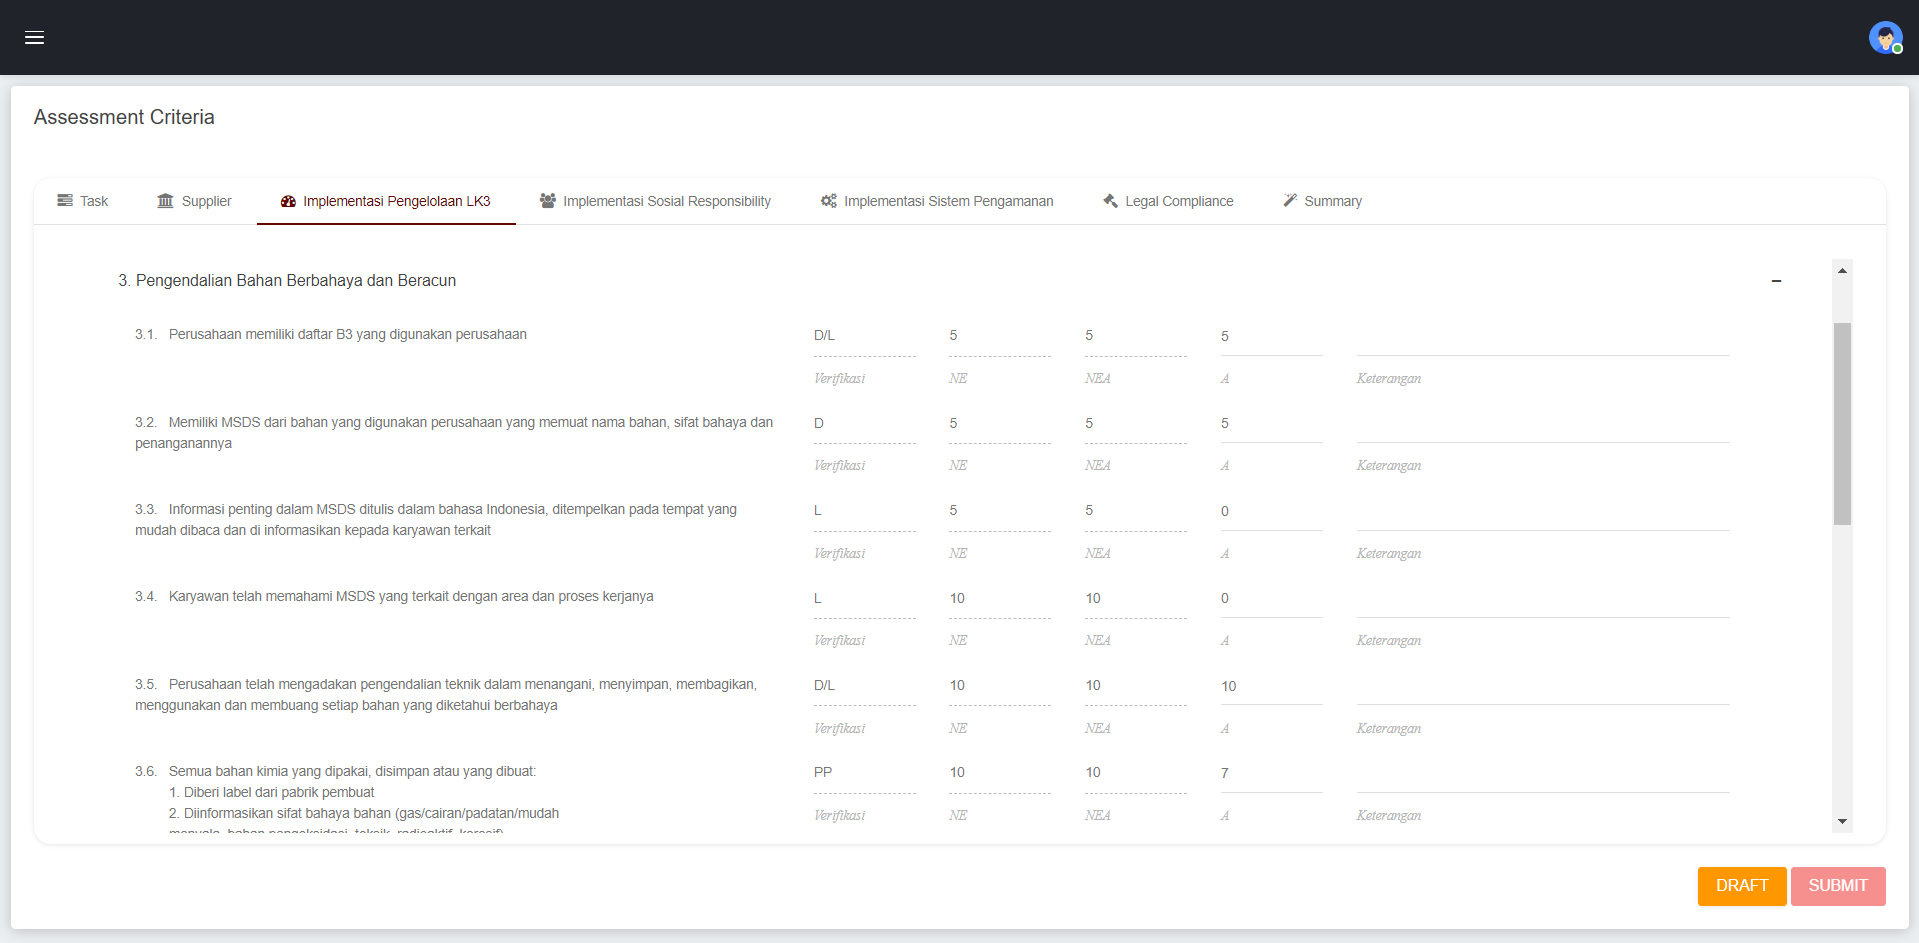 Assessment Criteria
Task
Supplier
Implementasi Pengelolaan LK3
Implementasi Sosial Responsibility
Implementasi Sistem Pengamanan
Legal Compliance
Summary
3. Pengendalian Bahan Berbahaya dan Beracun
3.1. Perusahaan memiliki daftar B3 yang digunakan perusahaan
D/L 5 5 5
Verifikasi NE NEA A Keterangan
3.2. Memiliki MSDS dari bahan yang digunakan perusahaan yang memuat nama bahan, sifat bahaya dan
penanganannya
D 5 5 5
Verifikasi NE NEA A Keterangan
3.3. Informasi penting dalam MSDS ditulis dalam bahasa Indonesia, ditempelkan pada tempat yang
mudah dibaca dan di informasikan kepada karyawan terkait
L 5 5 0
Verifikasi NE NEA A Keterangan
3.4. Karyawan telah memahami MSDS yang terkait dengan area dan proses kerjanya
L 10 10 0
Verifikasi NE NEA A Keterangan
3.5. Perusahaan telah mengadakan pengendalian teknik dalam menangani, menyimpan, membagikan,
menggunakan dan membuang setiap bahan yang diketahui berbahaya
D/L 10 10 10
Verifikasi NE NEA A Keterangan
3.6. Semua bahan kimia yang dipakai, disimpan atau yang dibuat:
1. Diberi label dari pabrik pembuat
2. Diinformasikan sifat bahaya bahan (gas/cairan/padatan/mudah
menyala, bahan pengoksidasi, toksik, radioaktif, korosif)
PP 10 10 7
Verifikasi NE NEA A Keterangan
DRAFT
SUBMIT